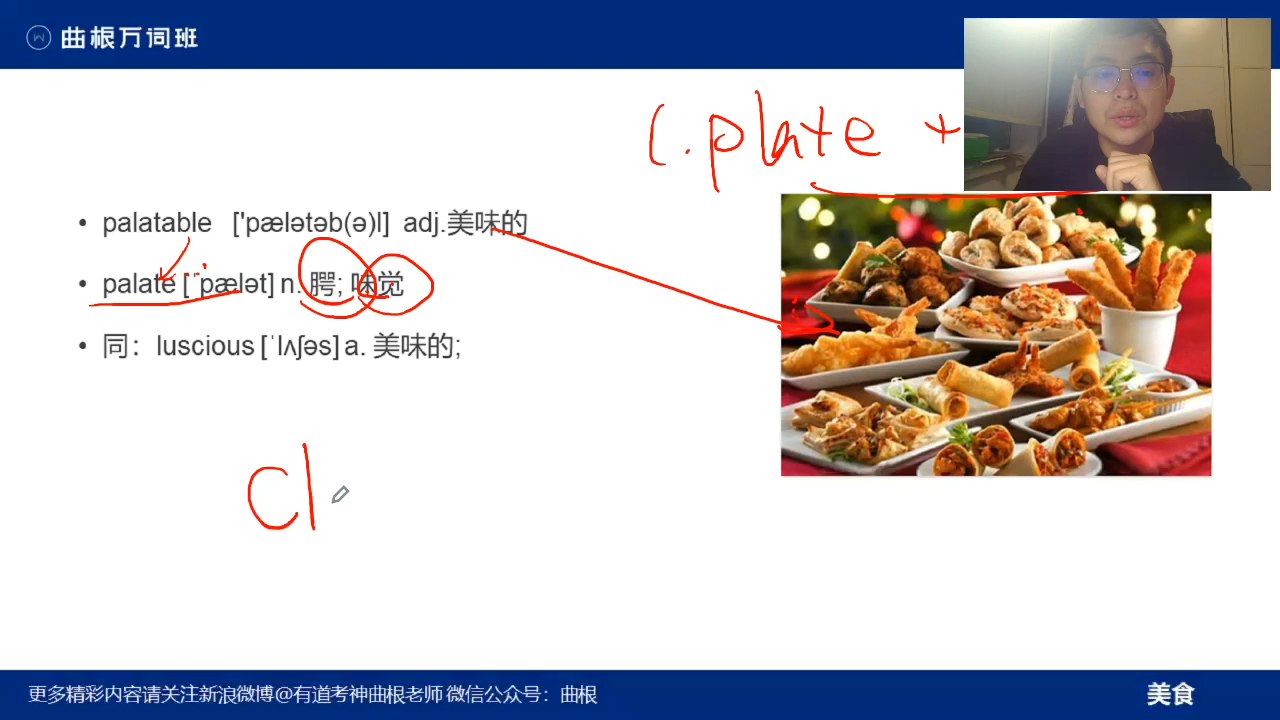 曲根万词班
1.plate +
• palatable ['pælətəb(ə)l] adj.美味的
• palate [ˈpælət] n. 腭; 味觉
• 同：luscious [ˈlʌʃəs] a. 美味的;
cl
更多精彩内容请关注新浪微博@有道考神曲根老师 微信公众号：曲根
美食